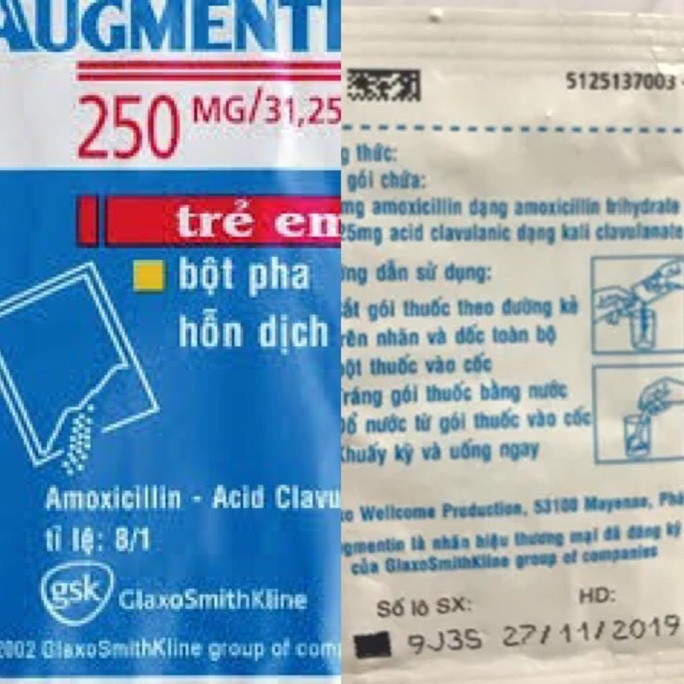 AUGMENTI
250 MG/31,25
trẻ em
bột pha
hỗn dịch
Amoxicillin - Acid Clavu
tỉ lệ: 8/1
gsk GlaxoSmithKline
2002 GlaxoSmithKline group of com
5125137003
g thức:
gói chứa:
mg amoxicillin dạng amoxicillin trihydrate
25mg acid clavulanic dạng kali clavulanate
ng dẫn sử dụng:
ắt gói thuốc theo đường kẻ
rên nhãn và dốc toàn bộ
ột thuốc vào cốc
ráng gói thuốc bằng nước
ổ nước từ gói thuốc vào cốc
Khuấy kỹ và uống ngay
xo Wellcome Production, 53100 Mayenne, Phá
gmentin là nhãn hiệu thương mại đã đăng ký
của GlaxoSmithKline group of companies
Số lô SX: HD:
9J3S 27/11/2019